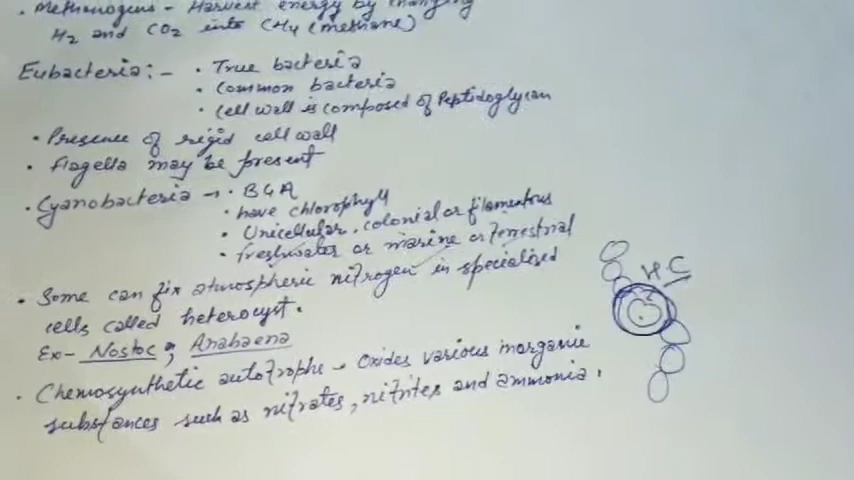 . Methanogens - Harvest energy by changing
H2 and CO2 into CH4 (methane)
Eubacteria :- • True bacteria
• Common bacteria
• Cell wall is composed of Peptidoglycan
• Presence of rigid cell wall
• Flagella may be present
• Cyanobacteria → • BGA
• have chlorophyll
• Unicellular, colonial or filamentous
• freshwater or marine or Terrestrial
• Some can fix atmospheric nitrogen in specialised
cells called heterocyst.
HC
Ex- Nostoc, Anabaena
• Chemosynthetic autotrophs → Oxides various inorganic
substances such as nitrates, nitrites and ammonia.